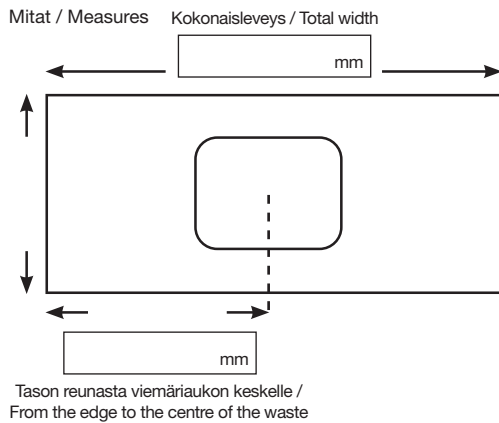 Mitat / Measures
Kokonaisleveys / Total width
mm
mm
Tason reunasta viemäriaukon keskelle /
From the edge to the centre of the waste